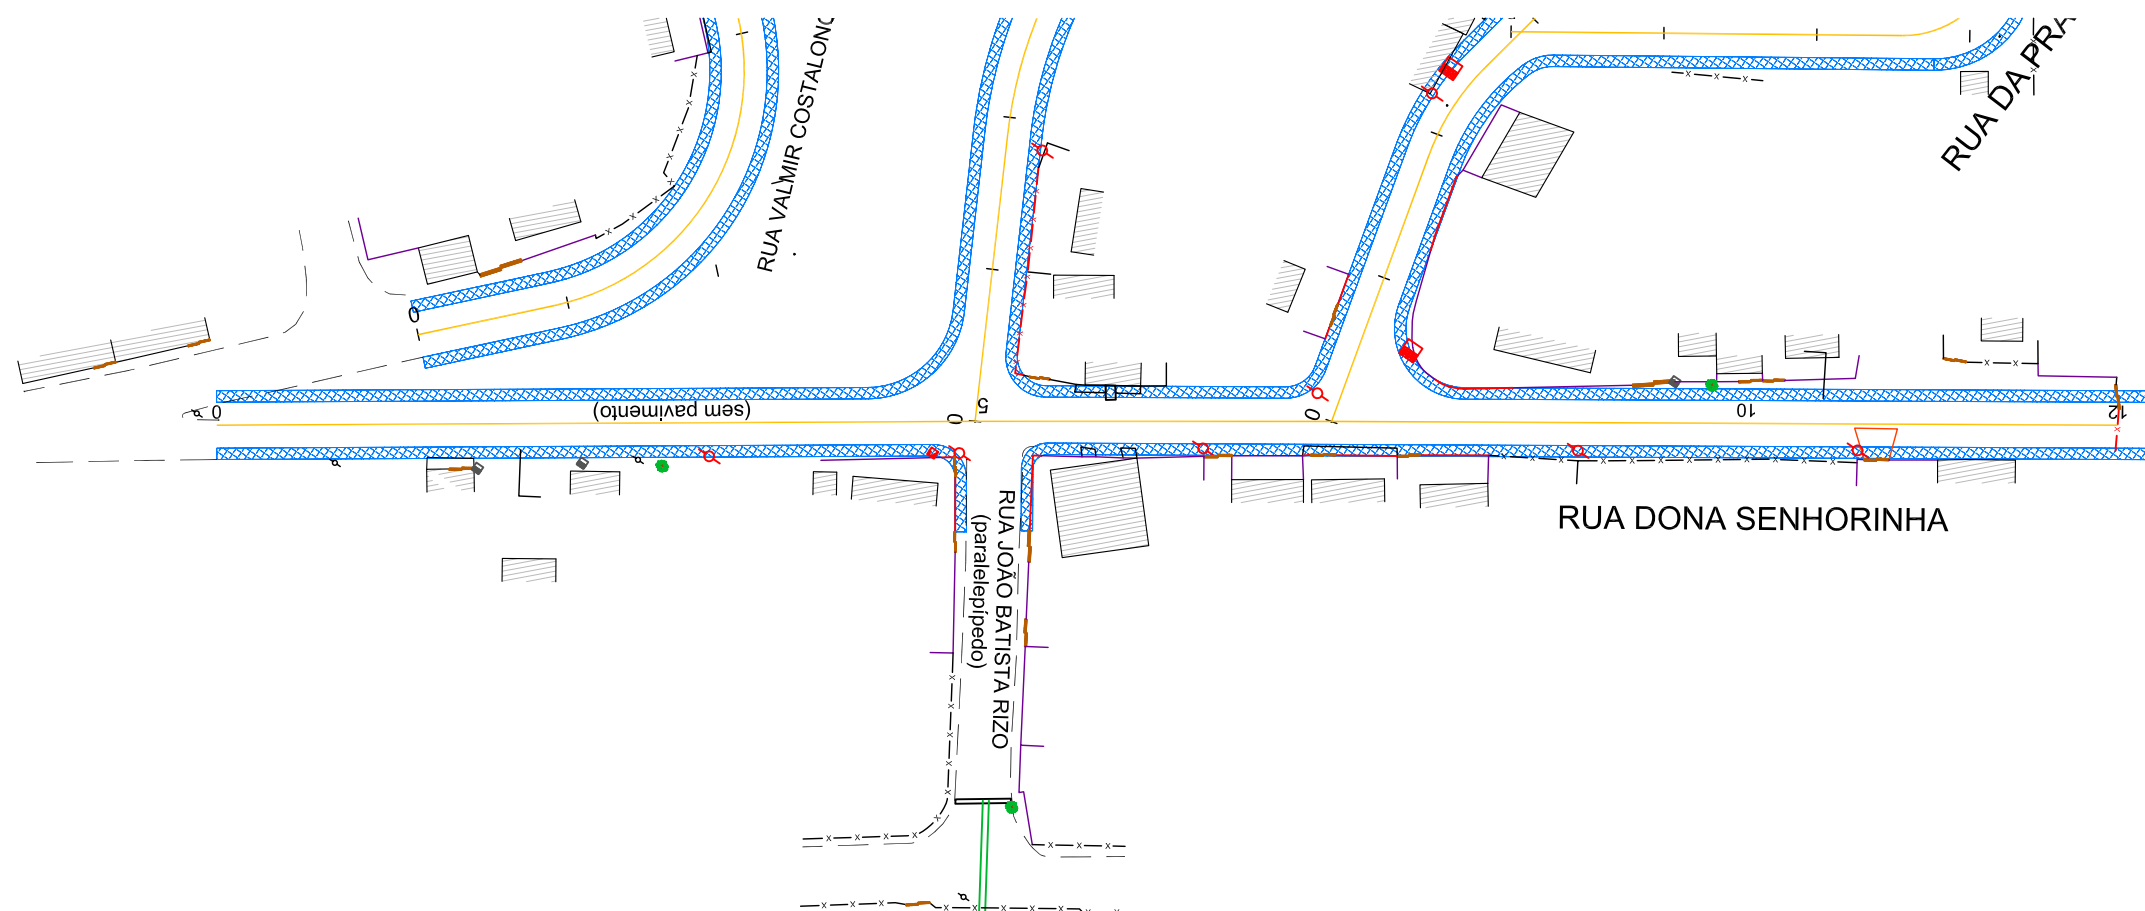 RUA VALMIR COSTALONG
RUA DA PRA
0
0
(sem pavimento)
0
5
0
10
12
RUA DONA SENHORINHA
RUA JOÃO BATISTA RIZO
(paralelepípedo)